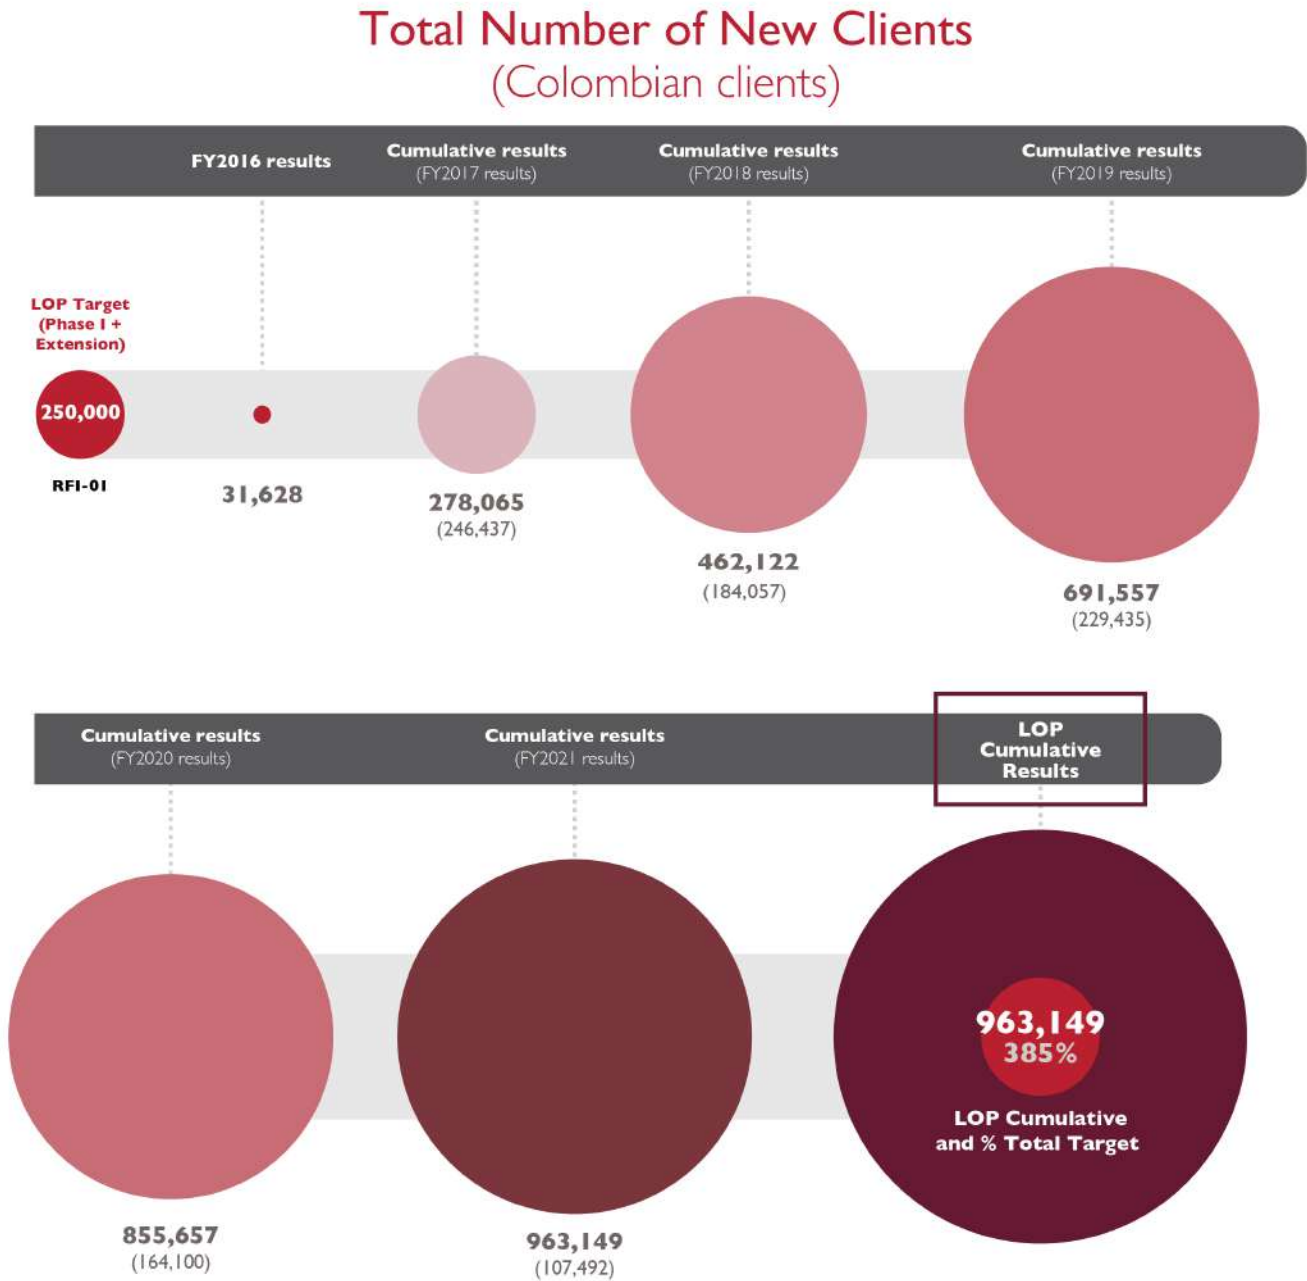 Total Number of New Clients
(Colombian clients)
FY2016 results
Cumulative results
(FY2017 results)
Cumulative results
(FY2018 results)
Cumulative results
(FY2019 results)
LOP Target
(Phase I +
Extension)
250,000
RFI-01
31,628
278,065
(246,437)
462,122
(184,057)
691,557
(229,435)
Cumulative results
(FY2020 results)
Cumulative results
(FY2021 results)
LOP
Cumulative
Results
855,657
(164,100)
963,149
(107,492)
963,149
385%
LOP Cumulative
and % Total Target